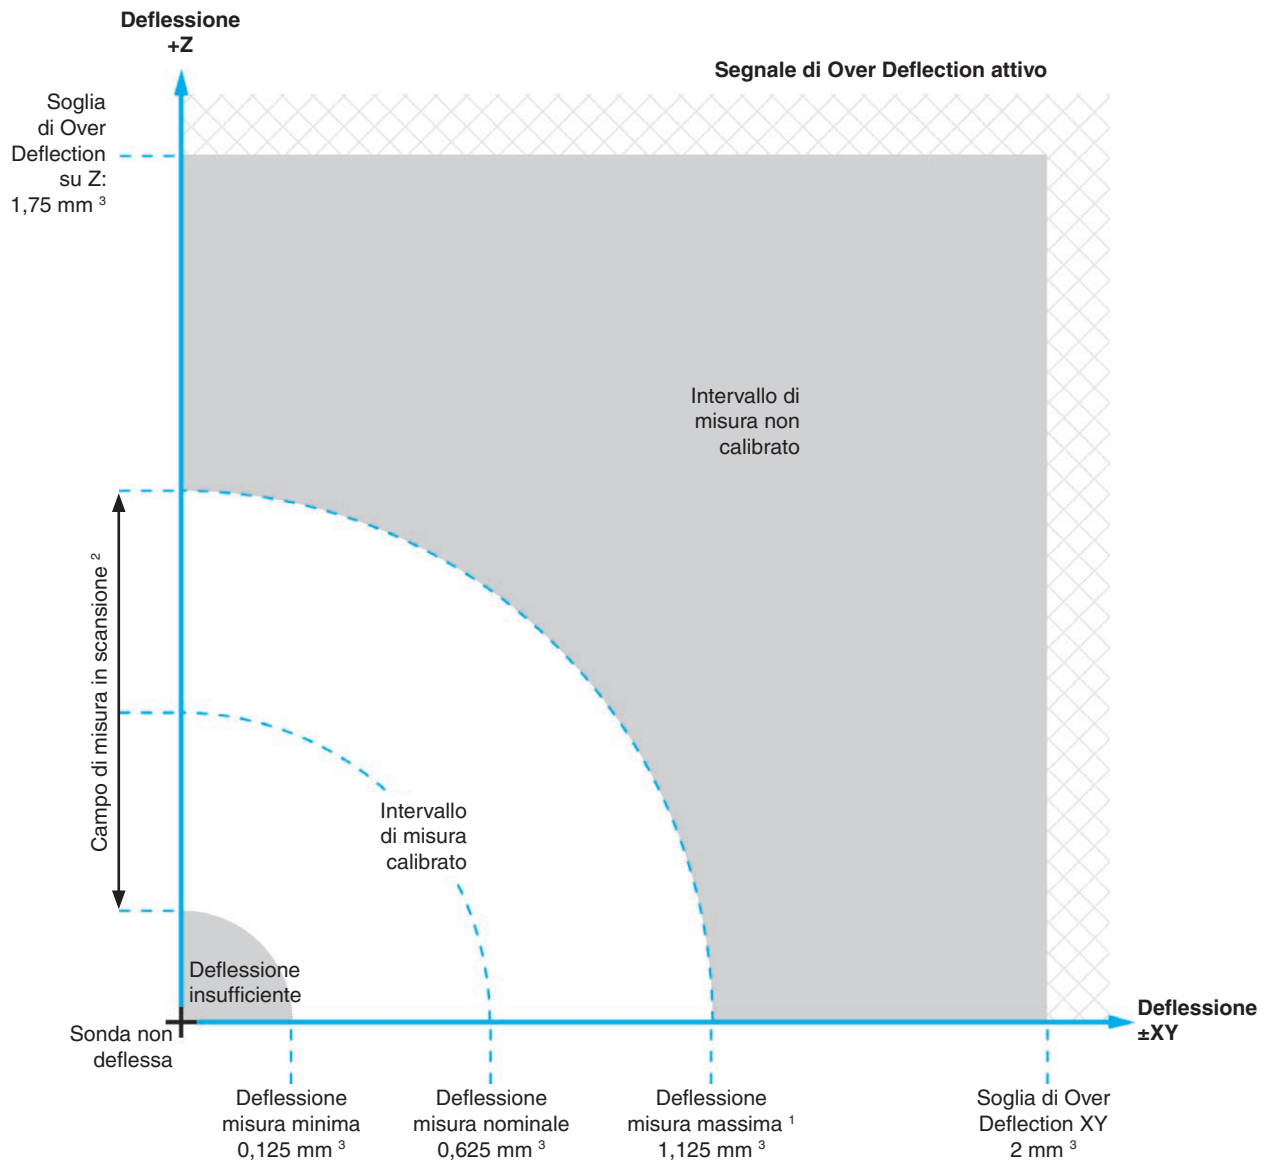 Deflessione
+Z
Segnale di Over Deflection attivo
Soglia
di Over
Deflection
su Z:
1,75 mm ³
Intervallo di
misura non
calibrato
Campo di misura in scansione ²
Intervallo
di misura
calibrato
Deflessione
insufficiente
Sonda non
deflessa
Deflessione
±XY
Deflessione
misura minima
0,125 mm ³
Deflessione
misura nominale
0,625 mm ³
Deflessione
misura massima ¹
1,125 mm ³
Soglia di Over
Deflection XY
2 mm ³